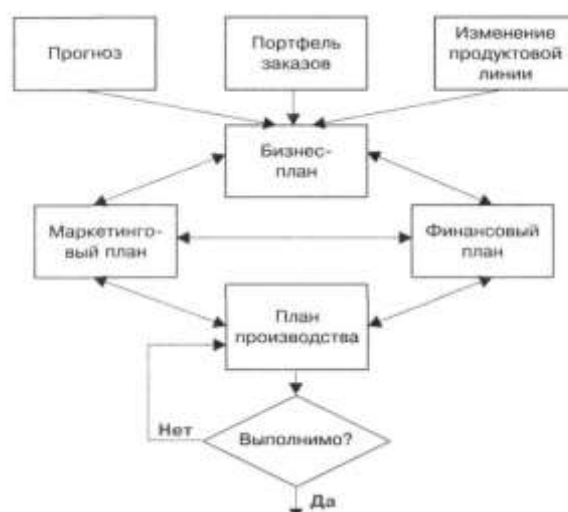 Прогноз
Портфель
заказов
Изменение
продуктовой
линии
Бизнес-
план
Маркетинго-
вый план
Финансовый
план
План
производства
Нет
Выполнимо?
Да